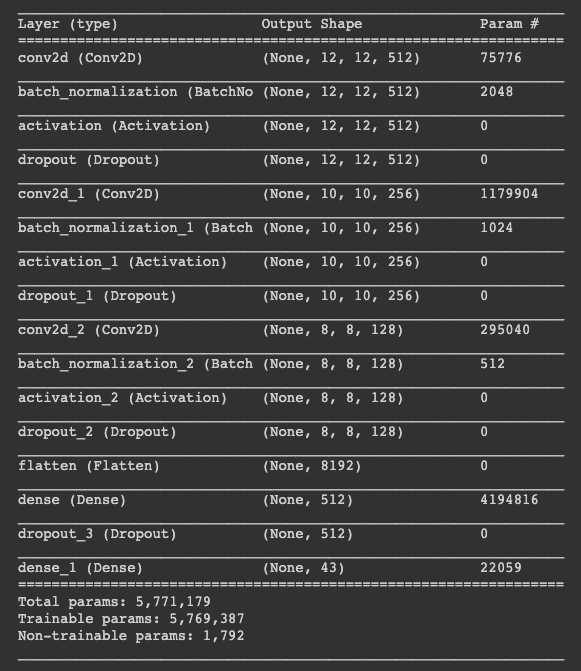 Layer (type) Output Shape Param #
=================================================================
conv2d (Conv2D) (None, 12, 12, 512) 75776
batch_normalization (BatchNo (None, 12, 12, 512) 2048
activation (Activation) (None, 12, 12, 512) 0
dropout (Dropout) (None, 12, 12, 512) 0
conv2d_1 (Conv2D) (None, 10, 10, 256) 1179904
batch_normalization_1 (Batch (None, 10, 10, 256) 1024
activation_1 (Activation) (None, 10, 10, 256) 0
dropout_1 (Dropout) (None, 10, 10, 256) 0
conv2d_2 (Conv2D) (None, 8, 8, 128) 295040
batch_normalization_2 (Batch (None, 8, 8, 128) 512
activation_2 (Activation) (None, 8, 8, 128) 0
dropout_2 (Dropout) (None, 8, 8, 128) 0
flatten (Flatten) (None, 8192) 0
dense (Dense) (None, 512) 4194816
dropout_3 (Dropout) (None, 512) 0
dense_1 (Dense) (None, 43) 22059
=================================================================
Total params: 5,771,179
Trainable params: 5,769,387
Non-trainable params: 1,792